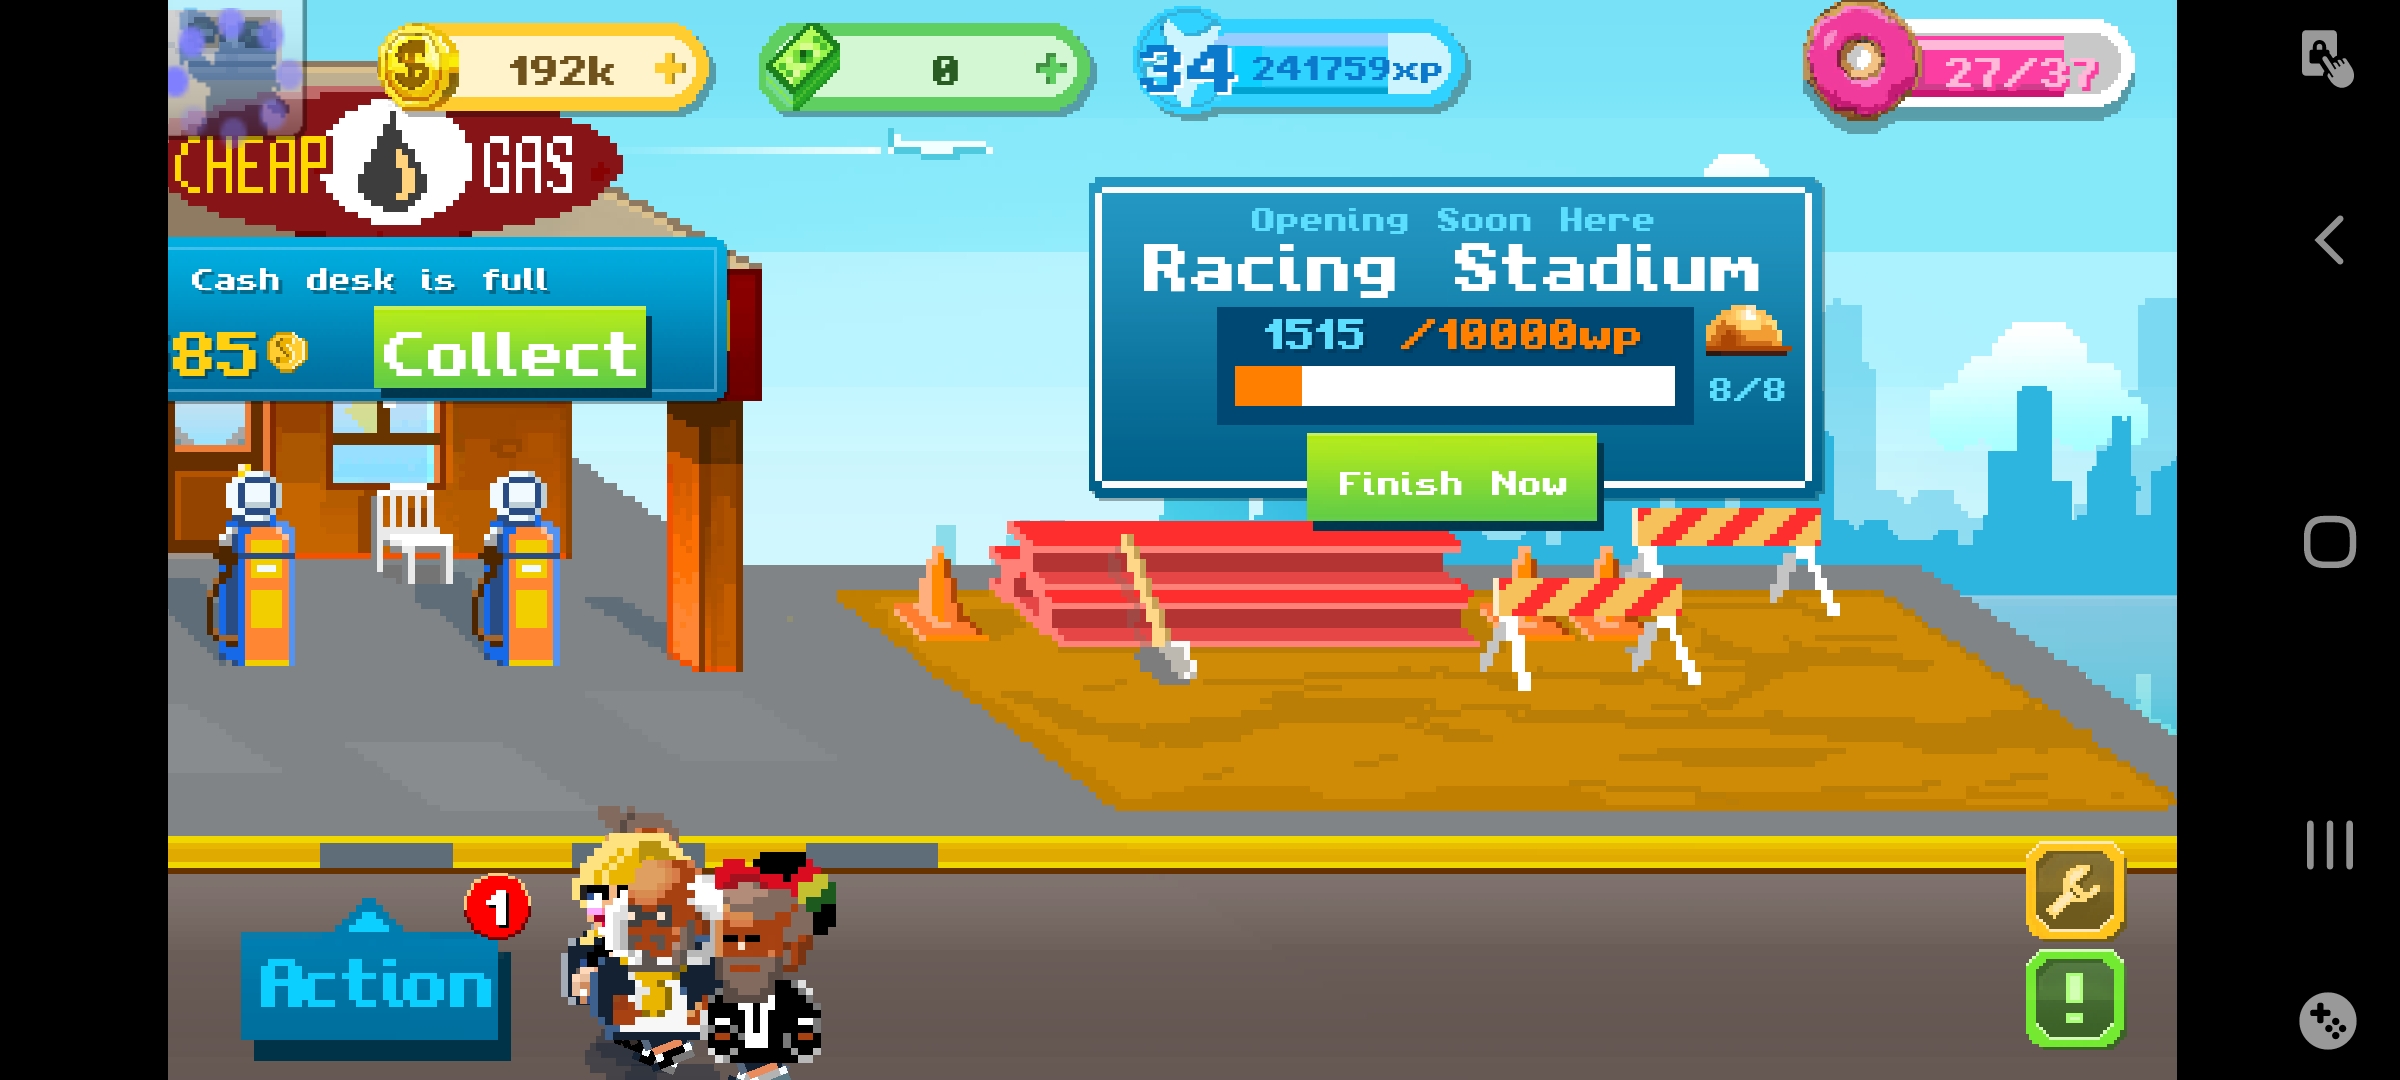 192k
0
34 241759xp
27/37
CHEAP GAS
Cash desk is full
85
Collect
Opening Soon Here
Racing Stadium
1515 /10000wp
8/8
Finish Now
1
Action